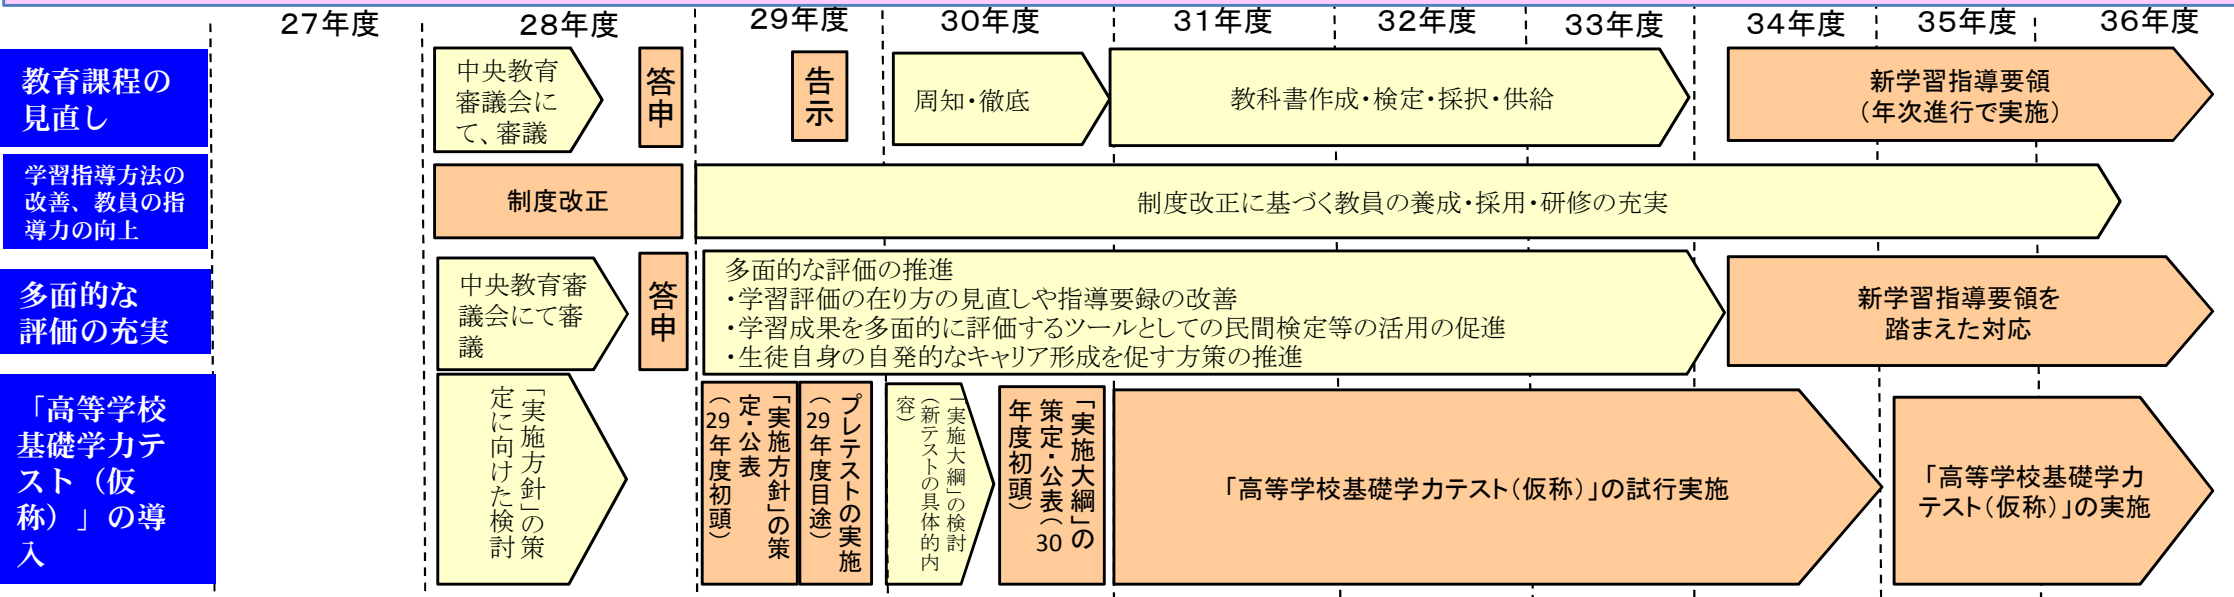 27年度
28年度
29年度
30年度
31年度
32年度
33年度
34年度
35年度
36年度
教育課程の
見直し
中央教育
審議会に
て、審議
答申
告示
周知・徹底
教科書作成・検定・採択・供給
新学習指導要領
（年次進行で実施）
学習指導方法の
改善、教員の指
導力の向上
制度改正
制度改正に基づく教員の養成・採用・研修の充実
多面的な
評価の充実
中央教育審
議会にて審
議
答申
多面的な評価の推進
・学習評価の在り方の見直しや指導要録の改善
・学習成果を多面的に評価するツールとしての民間検定等の活用の促進
・生徒自身の自発的なキャリア形成を促す方策の推進
新学習指導要領を
踏まえた対応
「高等学校
基礎学力テ
スト（仮
称）」の導
入
「実施方針」の策
定に向けた検討
「実施方針」の策
定・公表
（29年度初頭）
プレテストの実施
（29年度目途）
「実施大綱」の検討
（新テストの具体的内
容）
「実施大綱」の
策定・公表（30
年度初頭）
「高等学校基礎学力テスト（仮称）」の試行実施
「高等学校基礎学力
テスト（仮称）」の実施